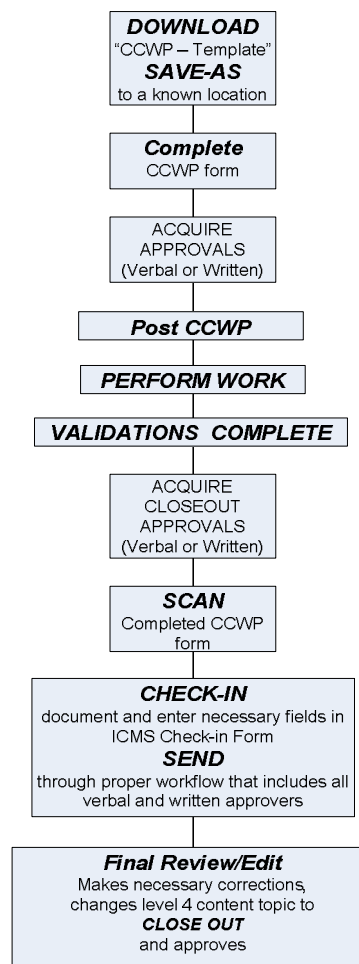 DOWNLOAD
“CCWP – Template”
SAVE-AS
to a known location
Complete
CCWP form
ACQUIRE
APPROVALS
(Verbal or Written)
Post CCWP
PERFORM WORK
VALIDATIONS COMPLETE
ACQUIRE
CLOSEOUT
APPROVALS
(Verbal or Written)
SCAN
Completed CCWP
form
CHECK-IN
document and enter necessary fields in
ICMS Check-in Form
SEND
through proper workflow that includes all
verbal and written approvers
Final Review/Edit
Makes necessary corrections,
changes level 4 content topic to
CLOSE OUT
and approves